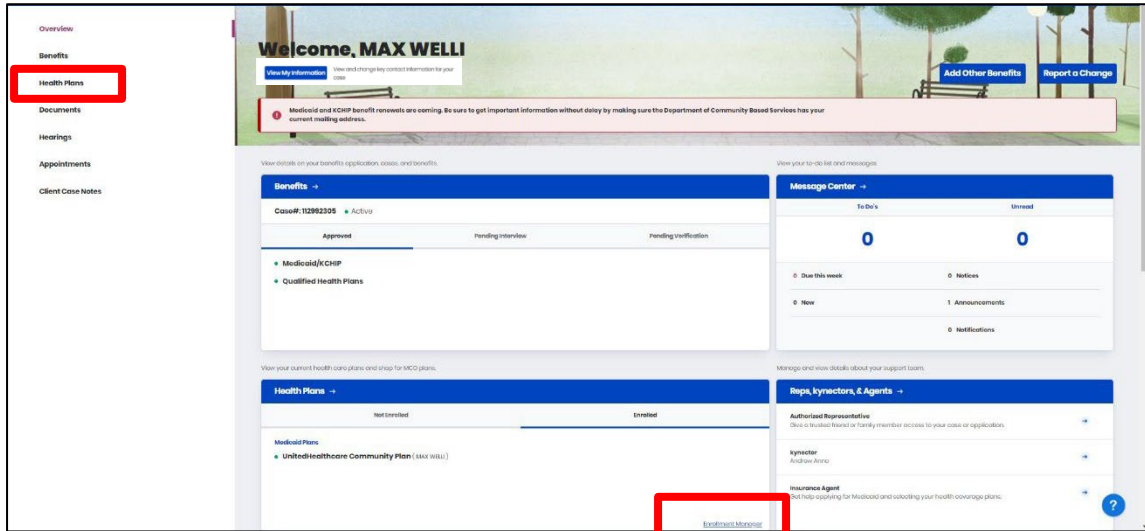 Overview
Benefits
Health Plans
Documents
Hearings
Appointments
Client Case Notes
Welcome, MAX WELLI
View My Information
View and change key contact information for your
case
Add Other Benefits
Report a Change
Medicaid and KCHIP benefit renewals are coming. Be sure to get important information without delay by making sure the Department of Community Based Services has your
current mailing address.
View details on your benefits application, cases, and benefits.
Benefits →
Case#: 112992305 • Active
Approved Pending Interview Pending Verification
• Medicaid/KCHIP
• Qualified Health Plans
View your to-do list and messages
Message Center →
To Do's Unread
0 0
0 Due this week 0 Notices
0 New 1 Announcements
0 Notifications
View your current health care plans and shop for MCO plans.
Health Plans →
Not Enrolled Enrolled
Medicaid Plans
• UnitedHealthcare Community Plan ( MAX WELLI )
Enrollment Manager
Manage and view details about your support team.
Reps, kynectors, & Agents →
Authorized Representative
Give a trusted friend or family member access to your case or application.
kynector
Andrew Anna
Insurance Agent
Get help applying for Medicaid and selecting your health coverage plans.
?